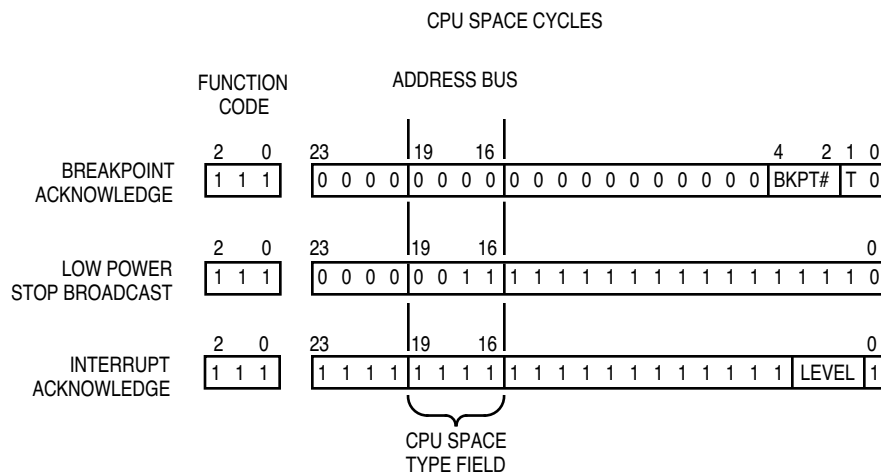 CPU SPACE CYCLES
FUNCTION
CODE
ADDRESS BUS
2 0 23 19 16 4 2 1 0
BREAKPOINT
ACKNOWLEDGE
1 1 1 0 0 0 0 0 0 0 0 0 0 0 0 0 0 0 0 0 0 0 BKPT# T 0
2 0 23 19 16 0
LOW POWER
STOP BROADCAST
1 1 1 0 0 0 0 0 0 1 1 1 1 1 1 1 1 1 1 1 1 1 1 1 1 1 0
2 0 23 19 16 0
INTERRUPT
ACKNOWLEDGE
1 1 1 1 1 1 1 1 1 1 1 1 1 1 1 1 1 1 1 1 1 1 1 LEVEL 1
CPU SPACE
TYPE FIELD